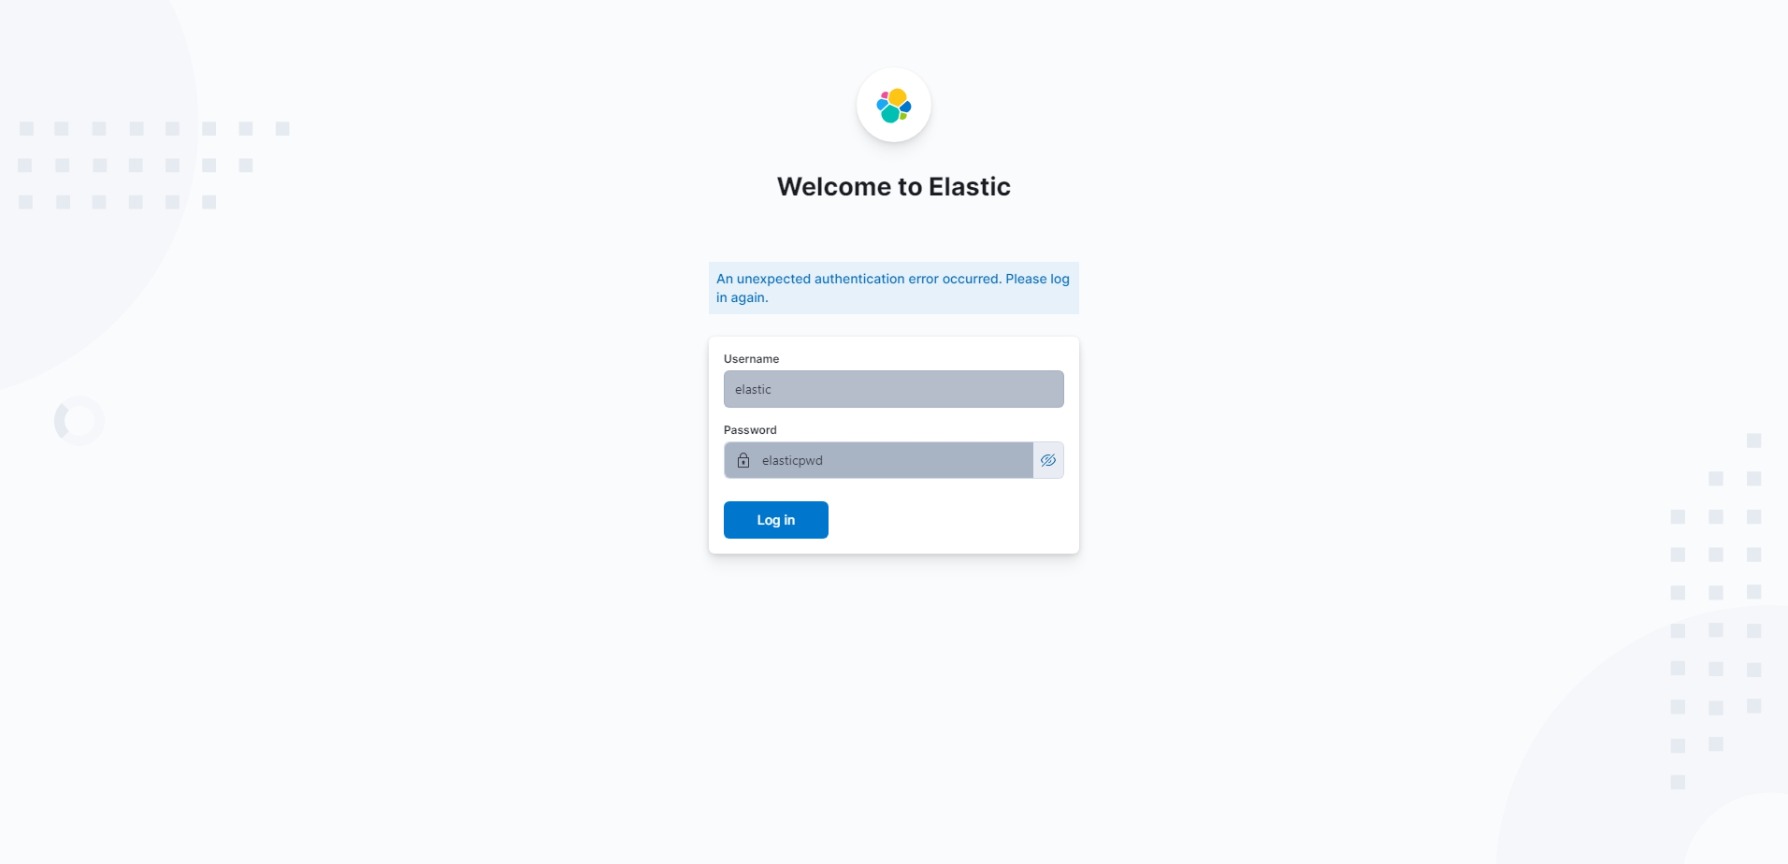 Welcome to Elastic
An unexpected authentication error occurred. Please log
in again.
Username
elastic
Password
elasticpwd
Log in